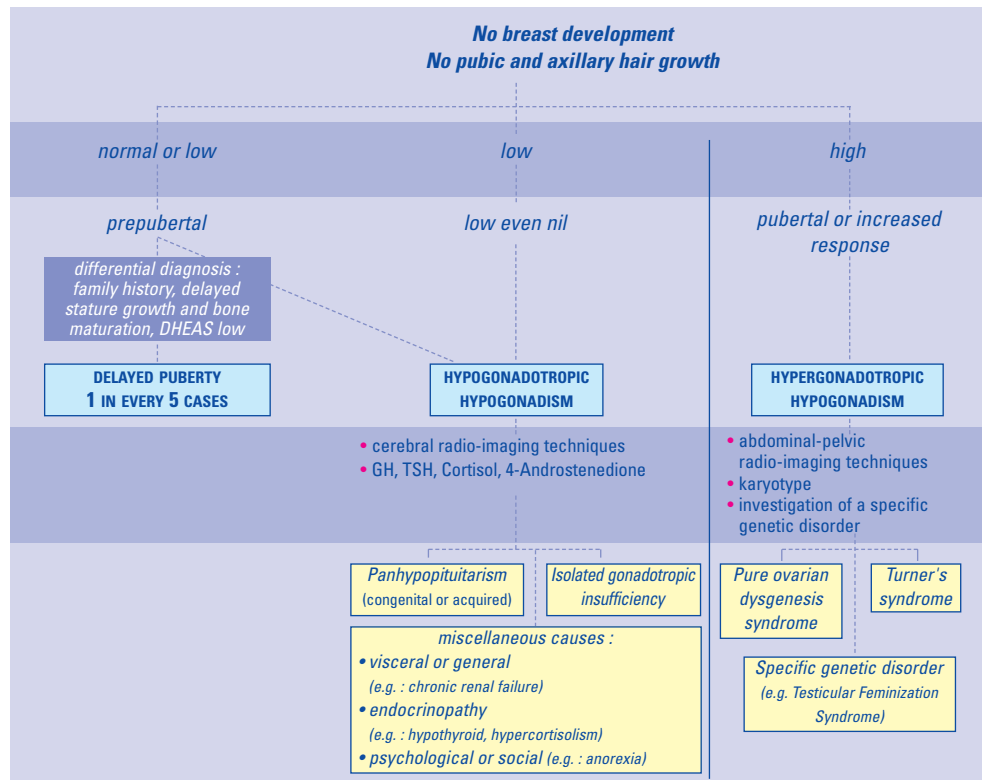 No breast development
No pubic and axillary hair growth
normal or low
low
high
prepubertal
low even nil
pubertal or increased
response
differential diagnosis :
family history, delayed
stature growth and bone
maturation, DHEAS low
DELAYED PUBERTY
1 IN EVERY 5 CASES
HYPOGONADOTROPIC
HYPOGONADISM
HYPERGONADOTROPIC
HYPOGONADISM
• cerebral radio-imaging techniques
• GH, TSH, Cortisol, 4-Androstenedione
• abdominal-pelvic
radio-imaging techniques
• karyotype
• investigation of a specific
genetic disorder
Panhypopituitarism
(congenital or acquired)
Isolated gonadotropic
insufficiency
Pure ovarian
dysgenesis
syndrome
Turner's
syndrome
miscellaneous causes :
• visceral or general
(e.g. : chronic renal failure)
• endocrinopathy
(e.g. : hypothyroid, hypercortisolism)
• psychological or social (e.g. : anorexia)
Specific genetic disorder
(e.g. Testicular Feminization
Syndrome)